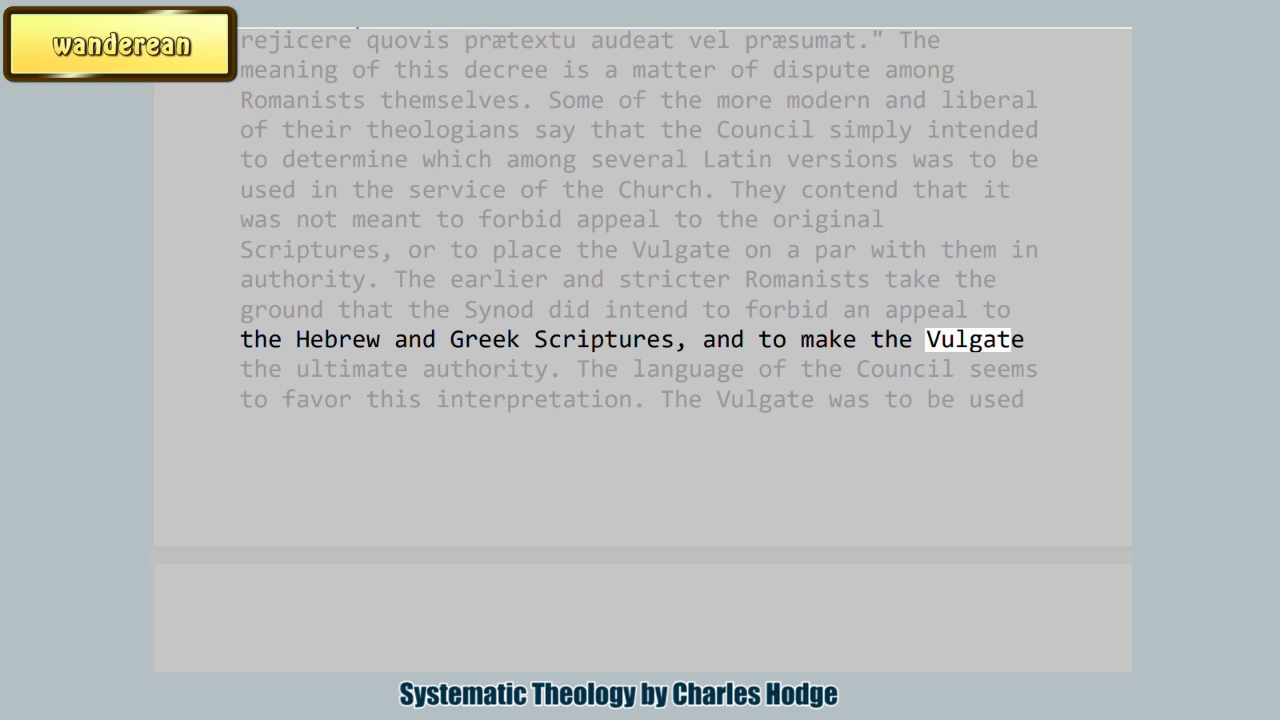 wanderean
rejicere quovis prætextu audeat vel præsumat." The
meaning of this decree is a matter of dispute among
Romanists themselves. Some of the more modern and liberal
of their theologians say that the Council simply intended
to determine which among several Latin versions was to be
used in the service of the Church. They contend that it
was not meant to forbid appeal to the original
Scriptures, or to place the Vulgate on a par with them in
authority. The earlier and stricter Romanists take the
ground that the Synod did intend to forbid an appeal to
the Hebrew and Greek Scriptures, and to make the Vulgate
the ultimate authority. The language of the Council seems
to favor this interpretation. The Vulgate was to be used
Systematic Theology by Charles Hodge